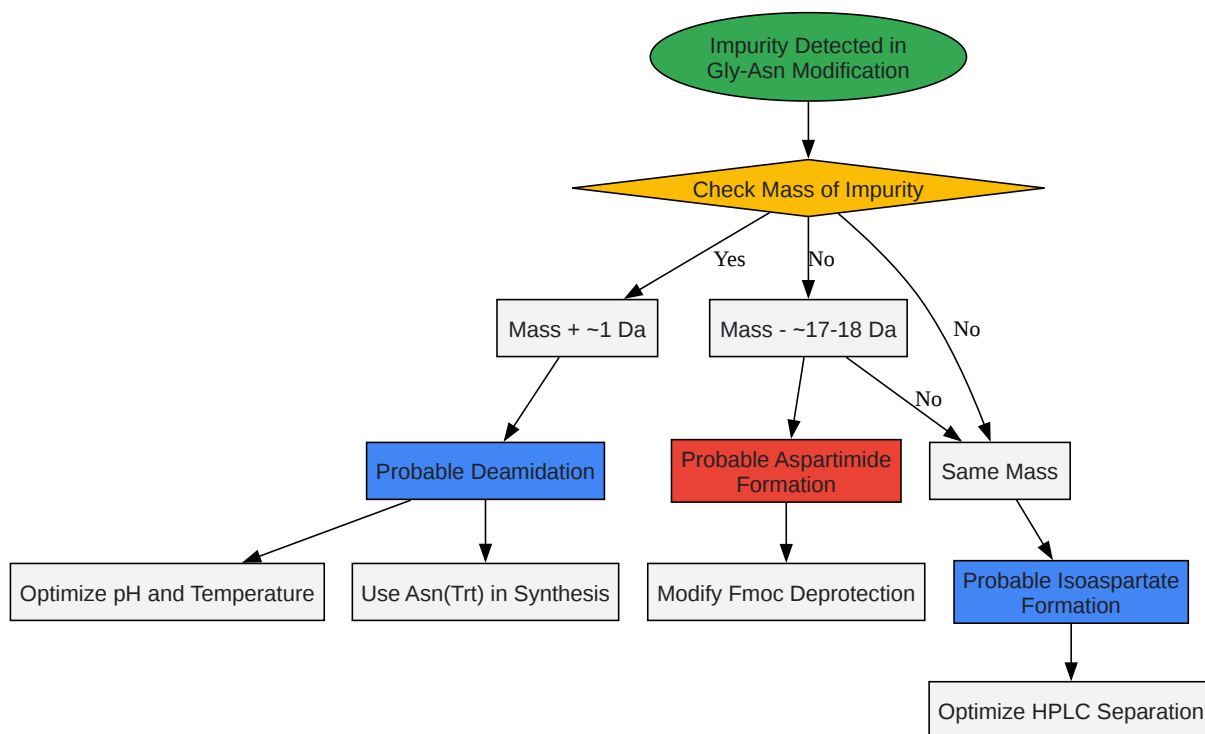 Impurity Detected in
Gly-Asn Modification
Check Mass of Impurity
Yes
No
No
Mass + ~1 Da
Mass - ~17-18 Da
No
Probable Deamidation
Probable Aspartimide
Formation
Same Mass
Optimize pH and Temperature
Use Asn(Trt) in Synthesis
Modify Fmoc Deprotection
Probable Isoaspartate
Formation
Optimize HPLC Separation